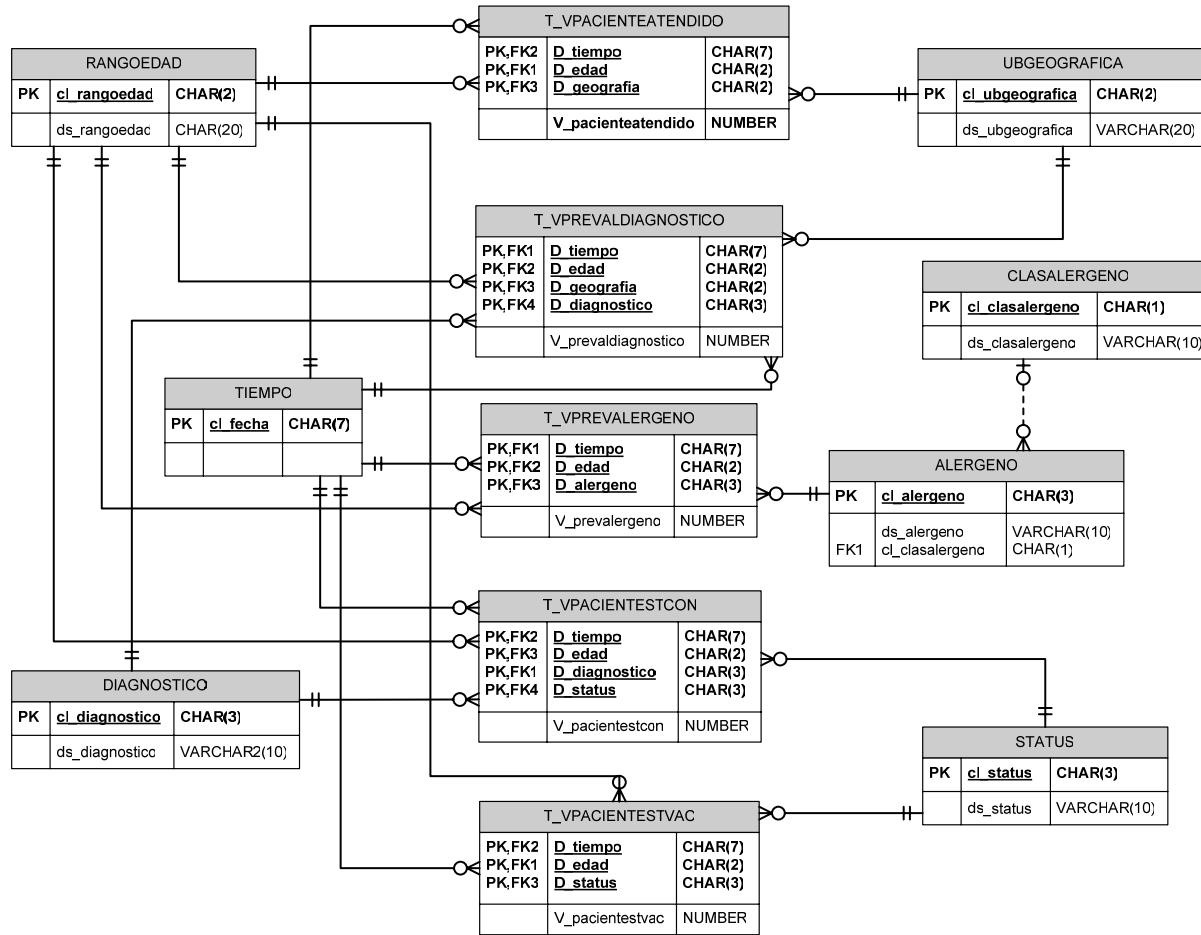 T_VPACIENTEATENDIDO
PK,FK2 D_tiempo CHAR(7)
PK,FK1 D_edad CHAR(2)
PK,FK3 D_geografia CHAR(2)
V_pacienteatendido NUMBER
RANGOEDAD
PK cl_rangoedad CHAR(2)
ds_rangoedad CHAR(20)
UBGEOGRAFICA
PK cl_ubgeografica CHAR(2)
ds_ubgeografica VARCHAR(20)
T_VPREVALDIAGNOSTICO
PK,FK1 D_tiempo CHAR(7)
PK,FK2 D_edad CHAR(2)
PK,FK3 D_geografia CHAR(2)
PK,FK4 D_diagnostico CHAR(3)
V_prevaldiagnostico NUMBER
CLASALERGENO
PK cl_clasalergeno CHAR(1)
ds_clasalergeno VARCHAR(10)
TIEMPO
PK cl_fecha CHAR(7)
T_VPREVALERGENO
PK,FK1 D_tiempo CHAR(7)
PK,FK2 D_edad CHAR(2)
PK,FK3 D_alergeno CHAR(3)
V_prevalergeno NUMBER
ALERGENO
PK cl_alergeno CHAR(3)
ds_alergeno VARCHAR(10)
FK1 cl_clasalergeno CHAR(1)
T_VPACIENTESTCON
PK,FK2 D_tiempo CHAR(7)
PK,FK3 D_edad CHAR(2)
PK,FK1 D_diagnostico CHAR(3)
PK,FK4 D_status CHAR(3)
V_pacientestcon NUMBER
DIAGNOSTICO
PK cl_diagnostico CHAR(3)
ds_diagnostico VARCHAR2(10)
STATUS
PK cl_status CHAR(3)
ds_status VARCHAR(10)
T_VPACIENTESTVAC
PK,FK2 D_tiempo CHAR(7)
PK,FK1 D_edad CHAR(2)
PK,FK3 D_status CHAR(3)
V_pacientestvac NUMBER